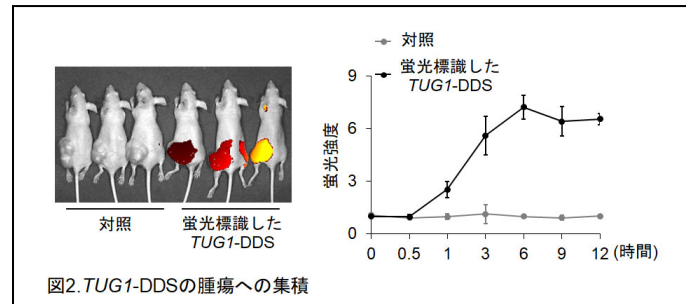 対照
蛍光標識した
TUG1-DDS
対照
蛍光標識した
TUG1-DDS
蛍光強度
9
6
3
1
0
0 0.5 1 3 6 9 12 (時間)
図2.TUG1-DDSの腫瘍への集積